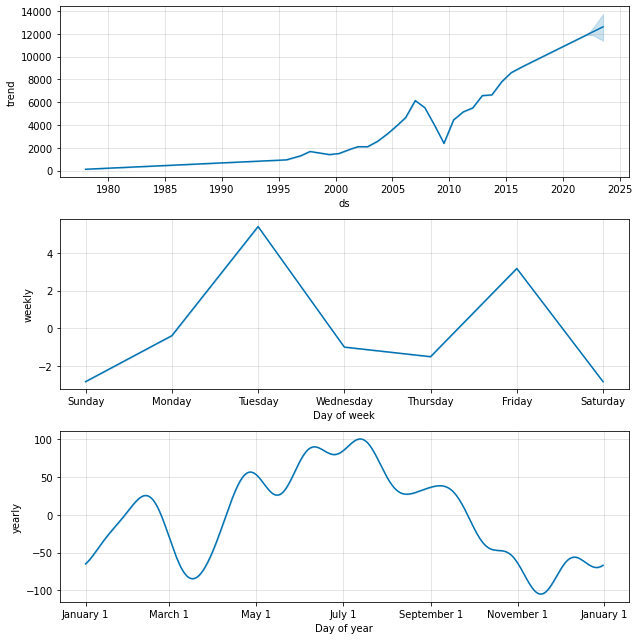 14000
12000
10000
8000
6000
4000
2000
0
trend
1980 1985 1990 1995 2000 2005 2010 2015 2020 2025
ds
4
2
0
−2
weekly
Sunday Monday Tuesday Wednesday Thursday Friday Saturday
Day of week
100
50
0
−50
−100
yearly
January 1 March 1 May 1 July 1 September 1 November 1 January 1
Day of year